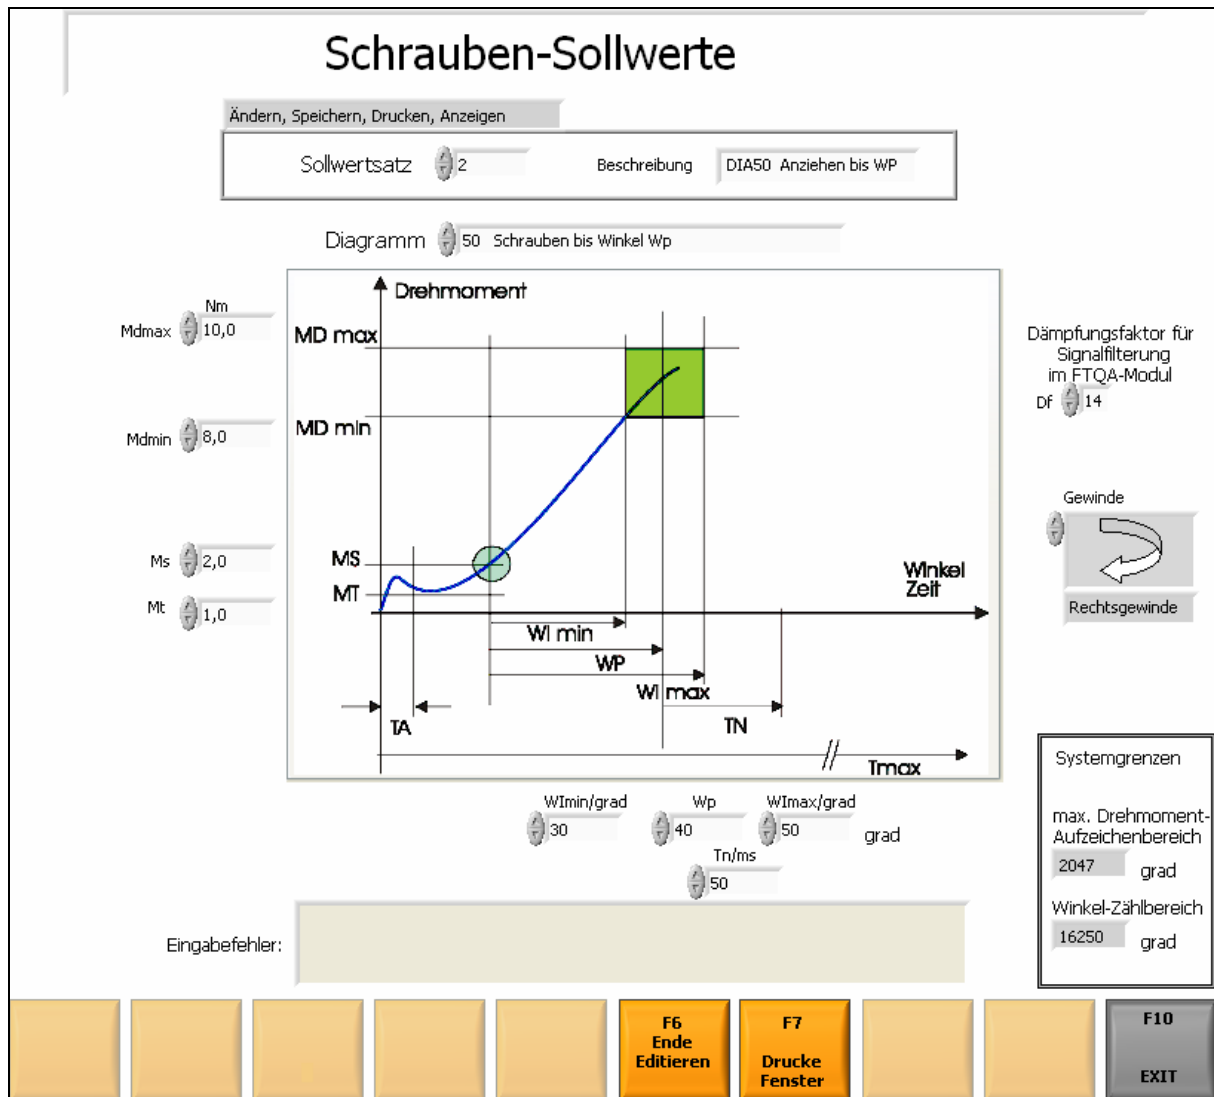 Schrauben-Sollwerte
Ändern, Speichern, Drucken, Anzeigen
Sollwertsatz 2 Beschreibung DIA50 Anziehen bis WP
Diagramm 50 Schrauben bis Winkel Wp
Nm
Mdmax 10,0
Mdmin 8,0
Ms 2,0
Mt 1,0
Drehmoment
MD max
MD min
MS
MT
Winkel
Zeit
WI min
WP
WI max
TA
TN
Tmax
Dämpfungsfaktor für
Signalfilterung
im FTQA-Modul
Df 14
Gewinde
Rechtsgewinde
Systemgrenzen
max. Drehmoment-
Aufzeichenbereich
2047 grad
Winkel-Zählbereich
16250 grad
WImin/grad Wp WImax/grad
30 40 50 grad
Tn/ms
50
Eingabefehler:
F6
Ende
Editieren
F7
Drucke
Fenster
F10
EXIT